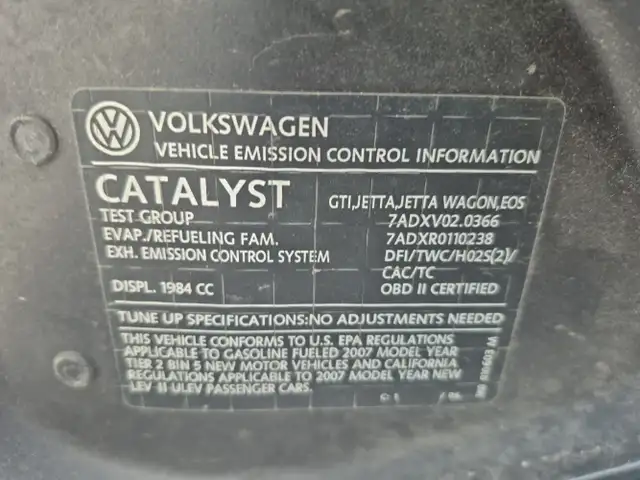 VOLKSWAGEN
VEHICLE EMISSION CONTROL INFORMATION
CATALYST GTI,JETTA,JETTA WAGON,EOS
TEST GROUP 7ADXV02.0366
EVAP./REFUELING FAM. 7ADXR0110238
EXH. EMISSION CONTROL SYSTEM DFI/TWC/HO2S(2)/
CAC/TC
DISPL. 1984 CC OBD II CERTIFIED
TUNE UP SPECIFICATIONS:NO ADJUSTMENTS NEEDED
THIS VEHICLE CONFORMS TO U.S. EPA REGULATIONS
APPLICABLE TO GASOLINE FUELED 2007 MODEL YEAR
TIER 2 BIN 5 NEW MOTOR VEHICLES AND CALIFORNIA
REGULATIONS APPLICABLE TO 2007 MODEL YEAR NEW
LEV II ULEV PASSENGER CARS.